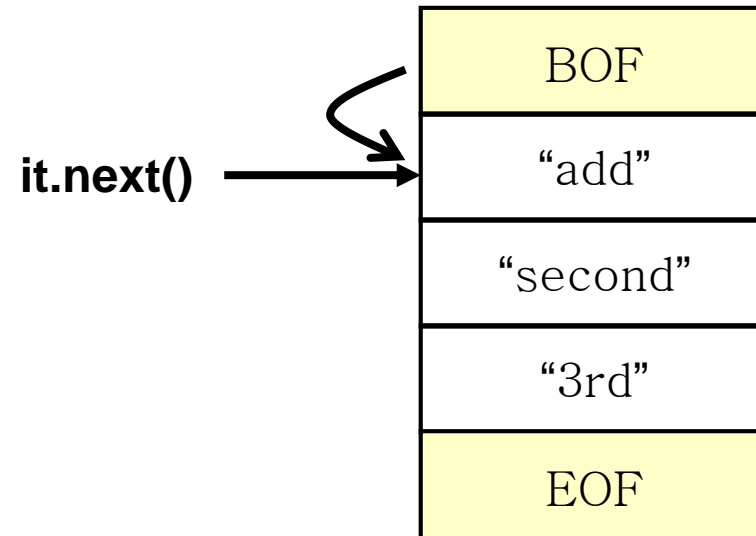 BOF
it.next()
“add”
“second”
“3rd”
EOF